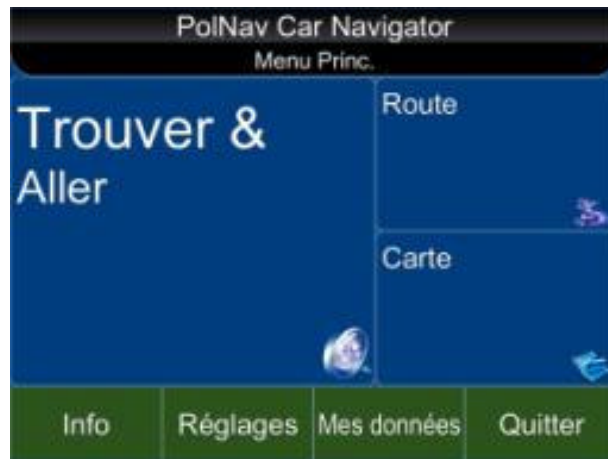 PolNav Car Navigator
Menu Princ.
Trouver &
Aller
Route
Carte
Info
Réglages
Mes données
Quitter